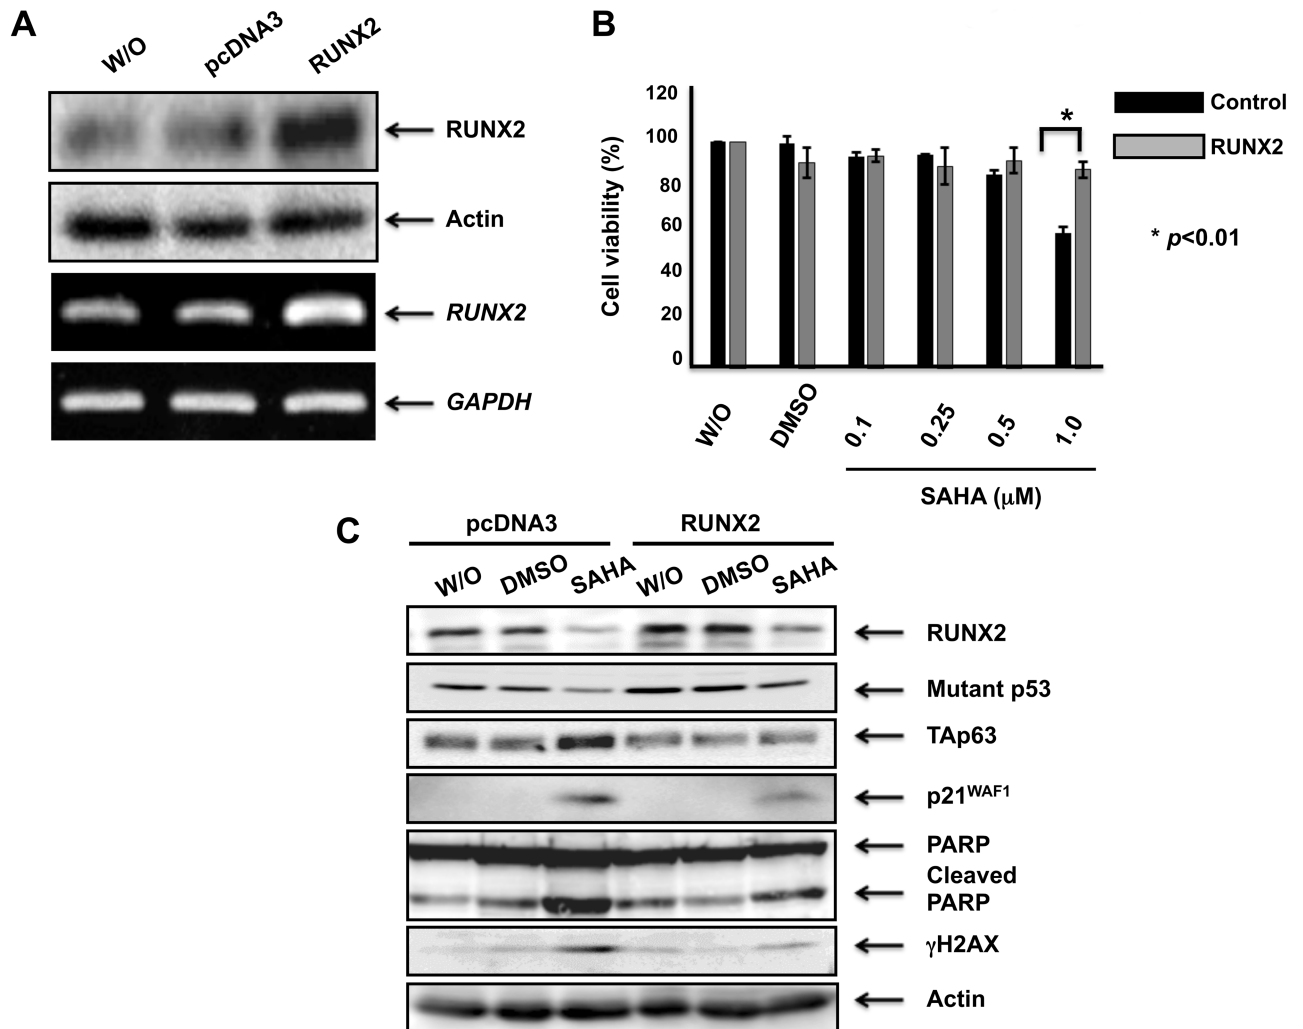 A
W/O pcDNA3 RUNX2
RUNX2
Actin
RUNX2
GAPDH
B
120
100
80
60
40
20
0
Cell viability (%)
*
Control
RUNX2
* p<0.01
W/O DMSO 0.1 0.25 0.5 1.0
SAHA (μM)
C
pcDNA3 RUNX2
W/O DMSO SAHA W/O DMSO SAHA
RUNX2
Mutant p53
TAp63
p21WAF1
PARP
Cleaved
PARP
γH2AX
Actin